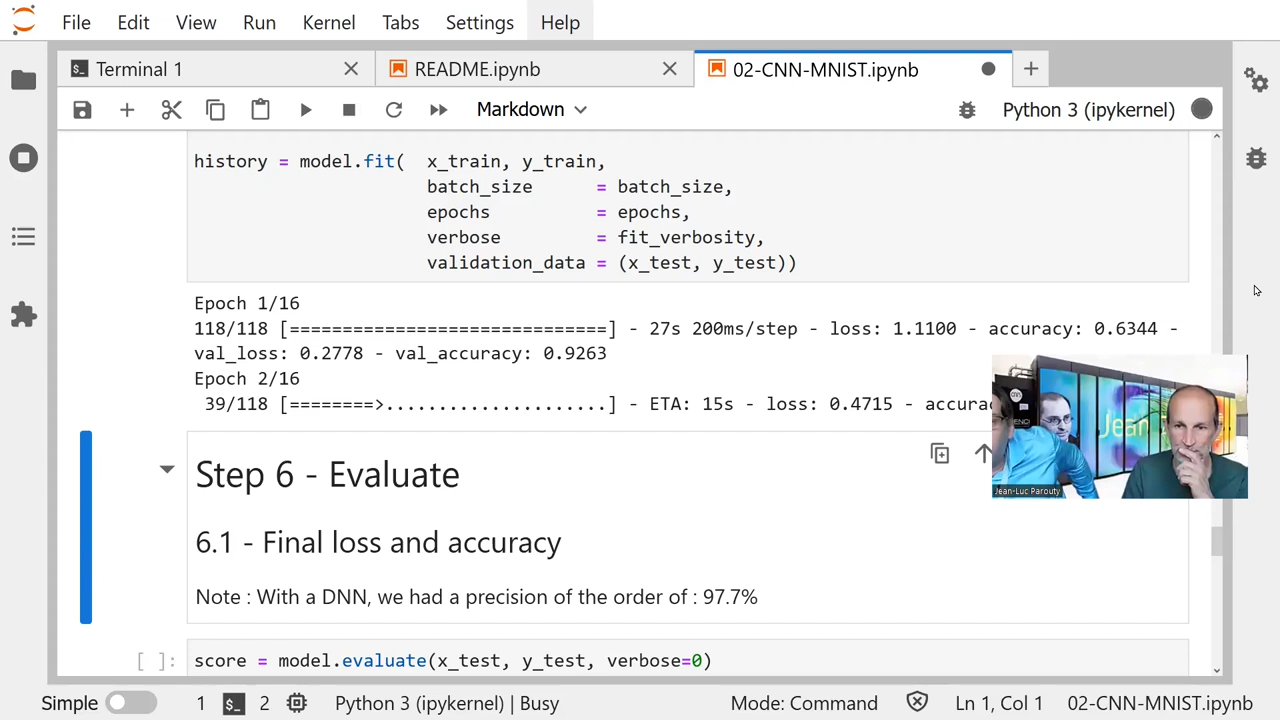 File Edit View Run Kernel Tabs Settings Help
Terminal 1 README.ipynb 02-CNN-MNIST.ipynb
Markdown Python 3 (ipykernel)
history = model.fit( x_train, y_train,
batch_size = batch_size,
epochs = epochs,
verbose = fit_verbosity,
validation_data = (x_test, y_test))
Epoch 1/16
118/118 [==============================] - 27s 200ms/step - loss: 1.1100 - accuracy: 0.6344 -
val_loss: 0.2778 - val_accuracy: 0.9263
Epoch 2/16
39/118 [========>.....................] - ETA: 15s - loss: 0.4715 -
Step 6 - Evaluate
6.1 - Final loss and accuracy
Note : With a DNN, we had a precision of the order of : 97.7%
Jean-Luc Parouty
[ ]: score = model.evaluate(x_test, y_test, verbose=0)
Simple 1 2 Python 3 (ipykernel) | Busy Mode: Command Ln 1, Col 1 02-CNN-MNIST.ipynb